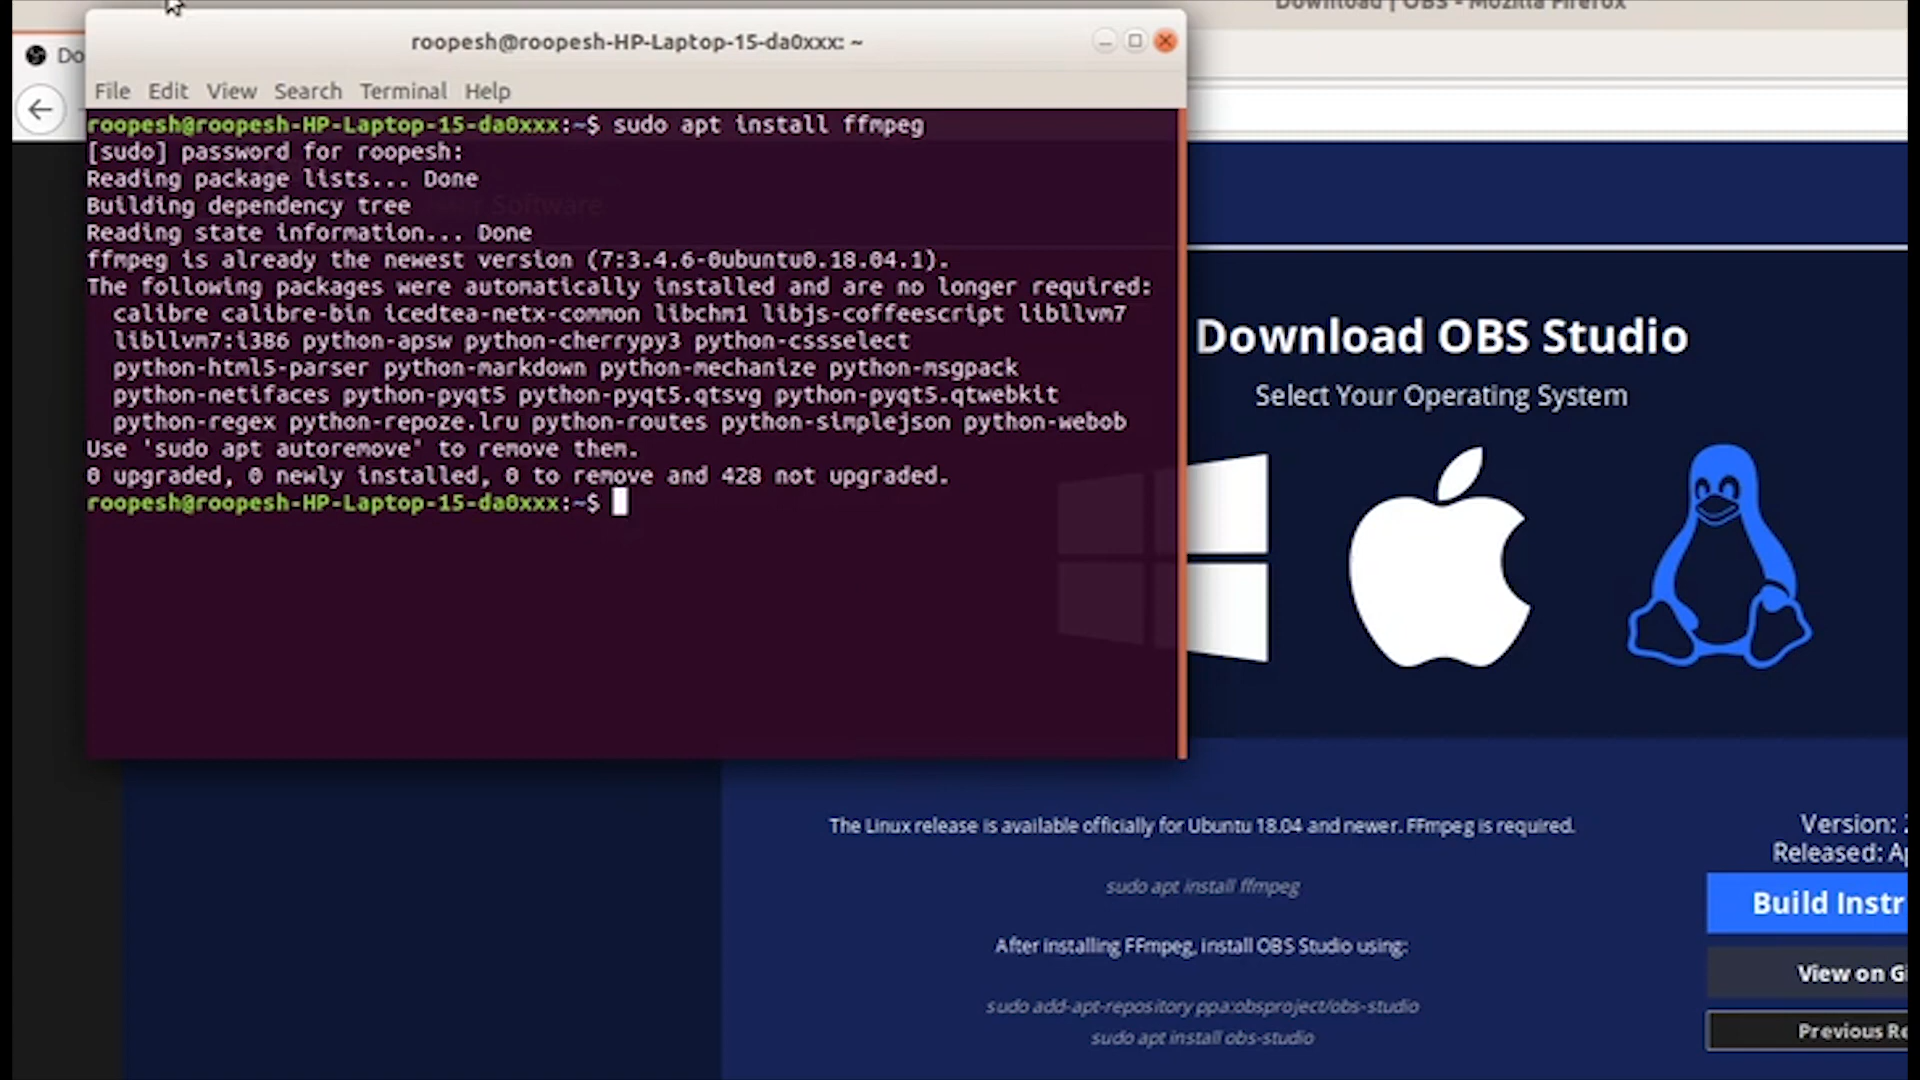 Download | OBS - Mozilla Firefox
roopesh@roopesh-HP-Laptop-15-da0xxx: ~
Do
File Edit View Search Terminal Help
roopesh@roopesh-HP-Laptop-15-da0xxx:~$ sudo apt install ffmpeg
[sudo] password for roopesh:
Reading package lists... Done
Building dependency tree
Reading state information... Done
ffmpeg is already the newest version (7:3.4.6-0ubuntu0.18.04.1).
The following packages were automatically installed and are no longer required:
calibre calibre-bin icedtea-netx-common libchm1 libjs-coffeescript libllvm7
libllvm7:i386 python-apsw python-cherrypy3 python-cssselect
python-html5-parser python-markdown python-mechanize python-msgpack
python-netifaces python-pyqt5 python-pyqt5.qtsvg python-pyqt5.qtwebkit
python-regex python-repoze.lru python-routes python-simplejson python-webob
Use 'sudo apt autoremove' to remove them.
0 upgraded, 0 newly installed, 0 to remove and 428 not upgraded.
roopesh@roopesh-HP-Laptop-15-da0xxx:~$
Software
Download OBS Studio
Select Your Operating System
The Linux release is available officially for Ubuntu 18.04 and newer. FFmpeg is required.
sudo apt install ffmpeg
After installing FFmpeg, install OBS Studio using:
sudo add-apt-repository ppa:obsproject/obs-studio
sudo apt install obs-studio
Version:
Released: Ap
Build Instr
View on Gi
Previous Re